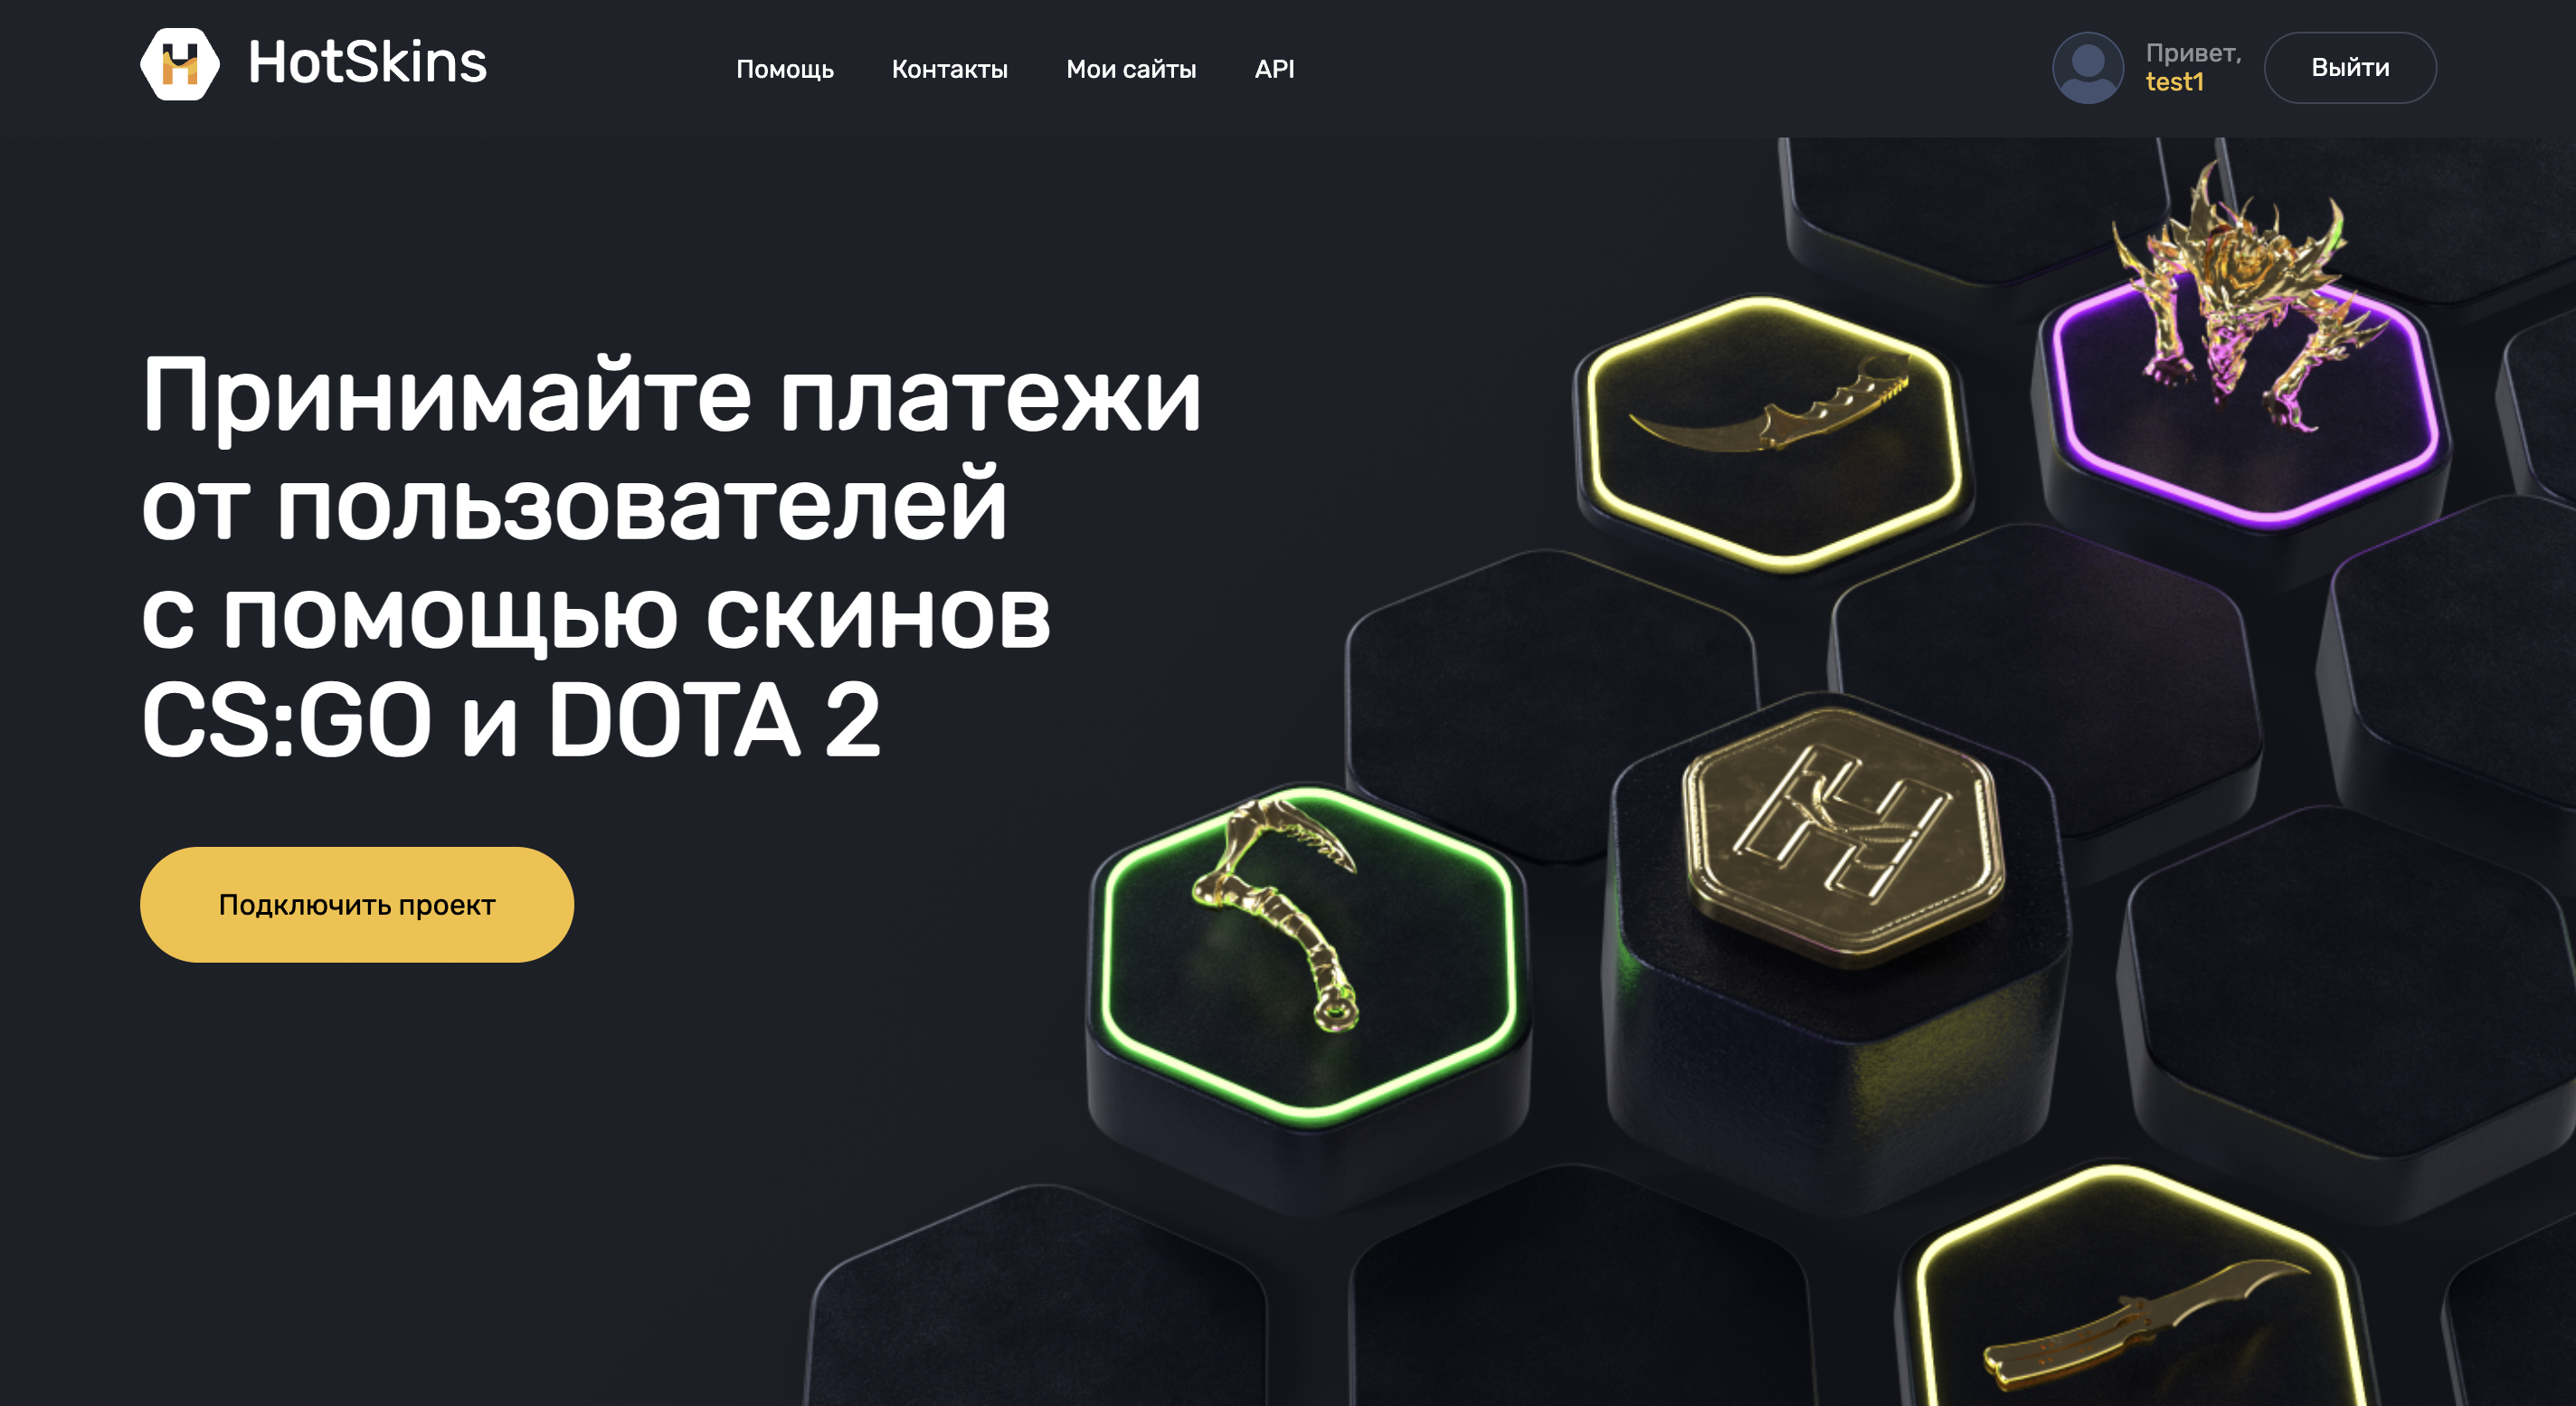 HotSkins
Помощь
Контакты
Мои сайты
API
Привет,
test1
Выйти
Принимайте платежи
от пользователей
с помощью скинов
CS:GO и DOTA 2
Подключить проект